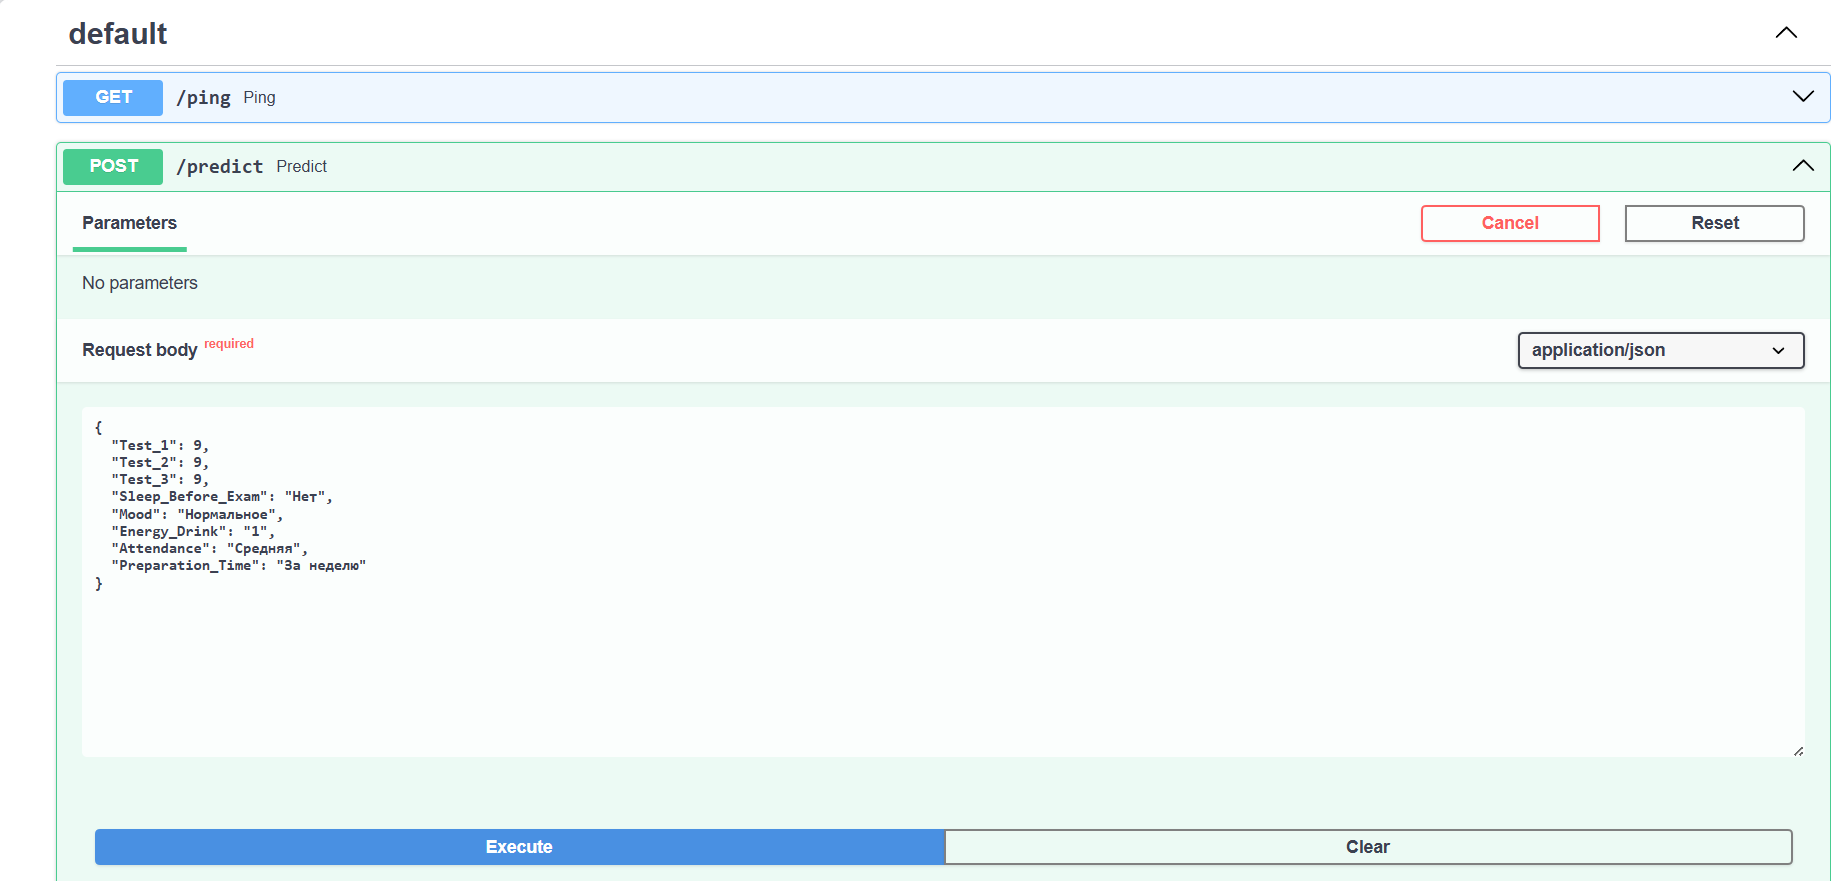 default
GET /ping Ping
POST /predict Predict
Parameters
Cancel
Reset
No parameters
Request body required
application/json
{
"Test_1": 9,
"Test_2": 9,
"Test_3": 9,
"Sleep_Before_Exam": "Нет",
"Mood": "Нормальное",
"Energy_Drink": "1",
"Attendance": "Средняя",
"Preparation_Time": "За неделю"
}
Execute
Clear